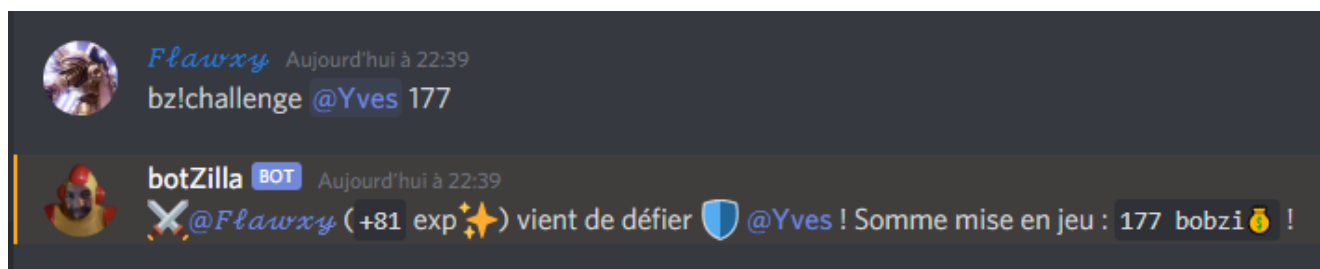 𝓕𝓵𝓪𝔀𝔁𝔂 Aujourd'hui à 22:39
bz!challenge @Yves 177
botZilla BOT Aujourd'hui à 22:39
⚔️@𝓕𝓵𝓪𝔀𝔁𝔂 (+81 exp✨) vient de défier 🛡️ @Yves ! Somme mise en jeu : 177 bobzi💰 !